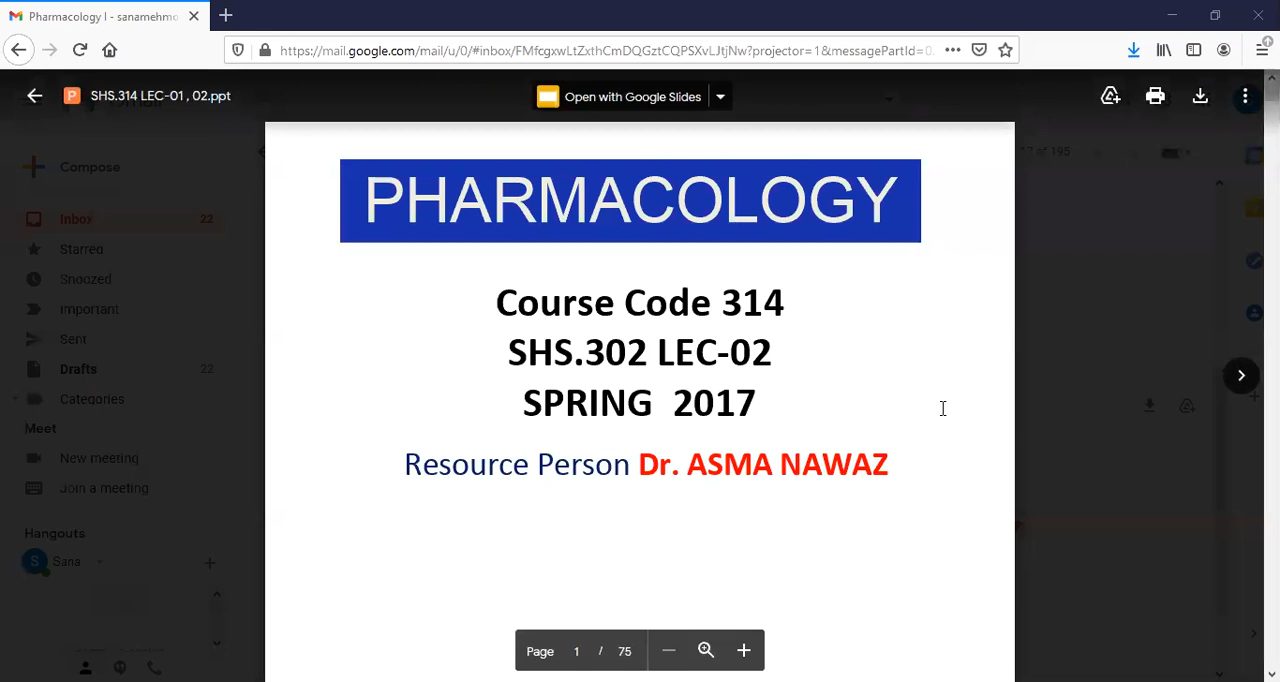 Pharmacology I - sanamehmo
https://mail.google.com/mail/u/0/#inbox/FMfcgxwLtZxthCmDQGztCQPSXvLJtjNw?projector=1&messagePartId=0.
SHS.314 LEC-01 , 02.ppt
Open with Google Slides
Compose
of 195
Inbox 22
Starred
Snoozed
Important
Sent
Drafts 22
Categories
Meet
New meeting
Join a meeting
Hangouts
S Sana
PHARMACOLOGY
Course Code 314
SHS.302 LEC-02
SPRING 2017
Resource Person Dr. ASMA NAWAZ
Page 1 / 75